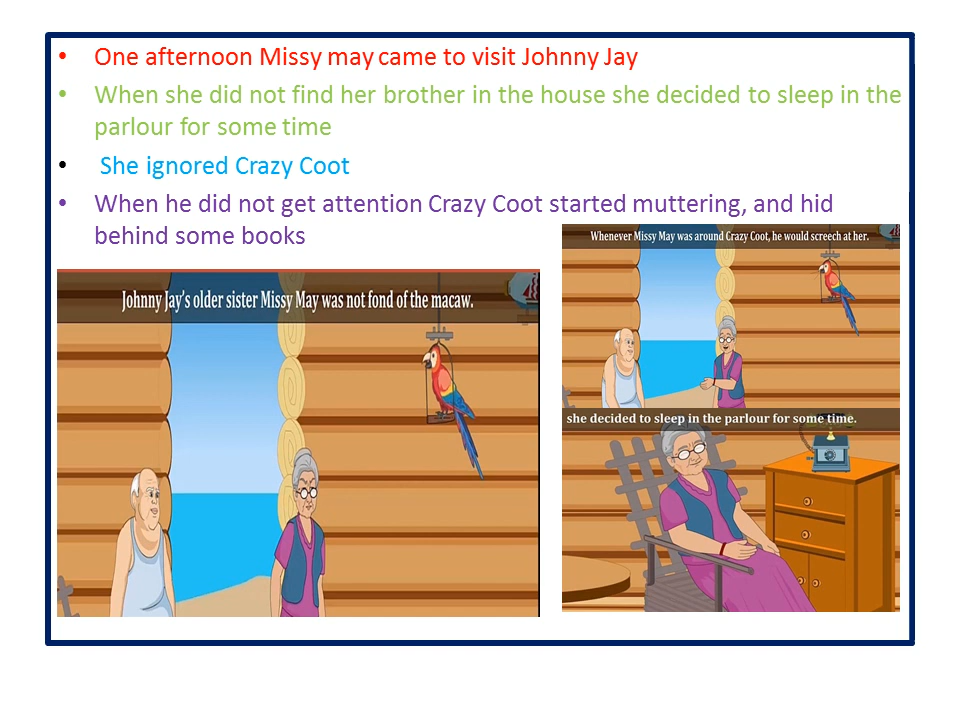 One afternoon Missy may came to visit Johnny Jay
When she did not find her brother in the house she decided to sleep in the
parlour for some time
She ignored Crazy Coot
When he did not get attention Crazy Coot started muttering, and hid
behind some books
Johnny Jay's older sister Missy May was not fond of the macaw.
Whenever Missy May was around Crazy Coot, he would screech at her.
she decided to sleep in the parlour for some time.